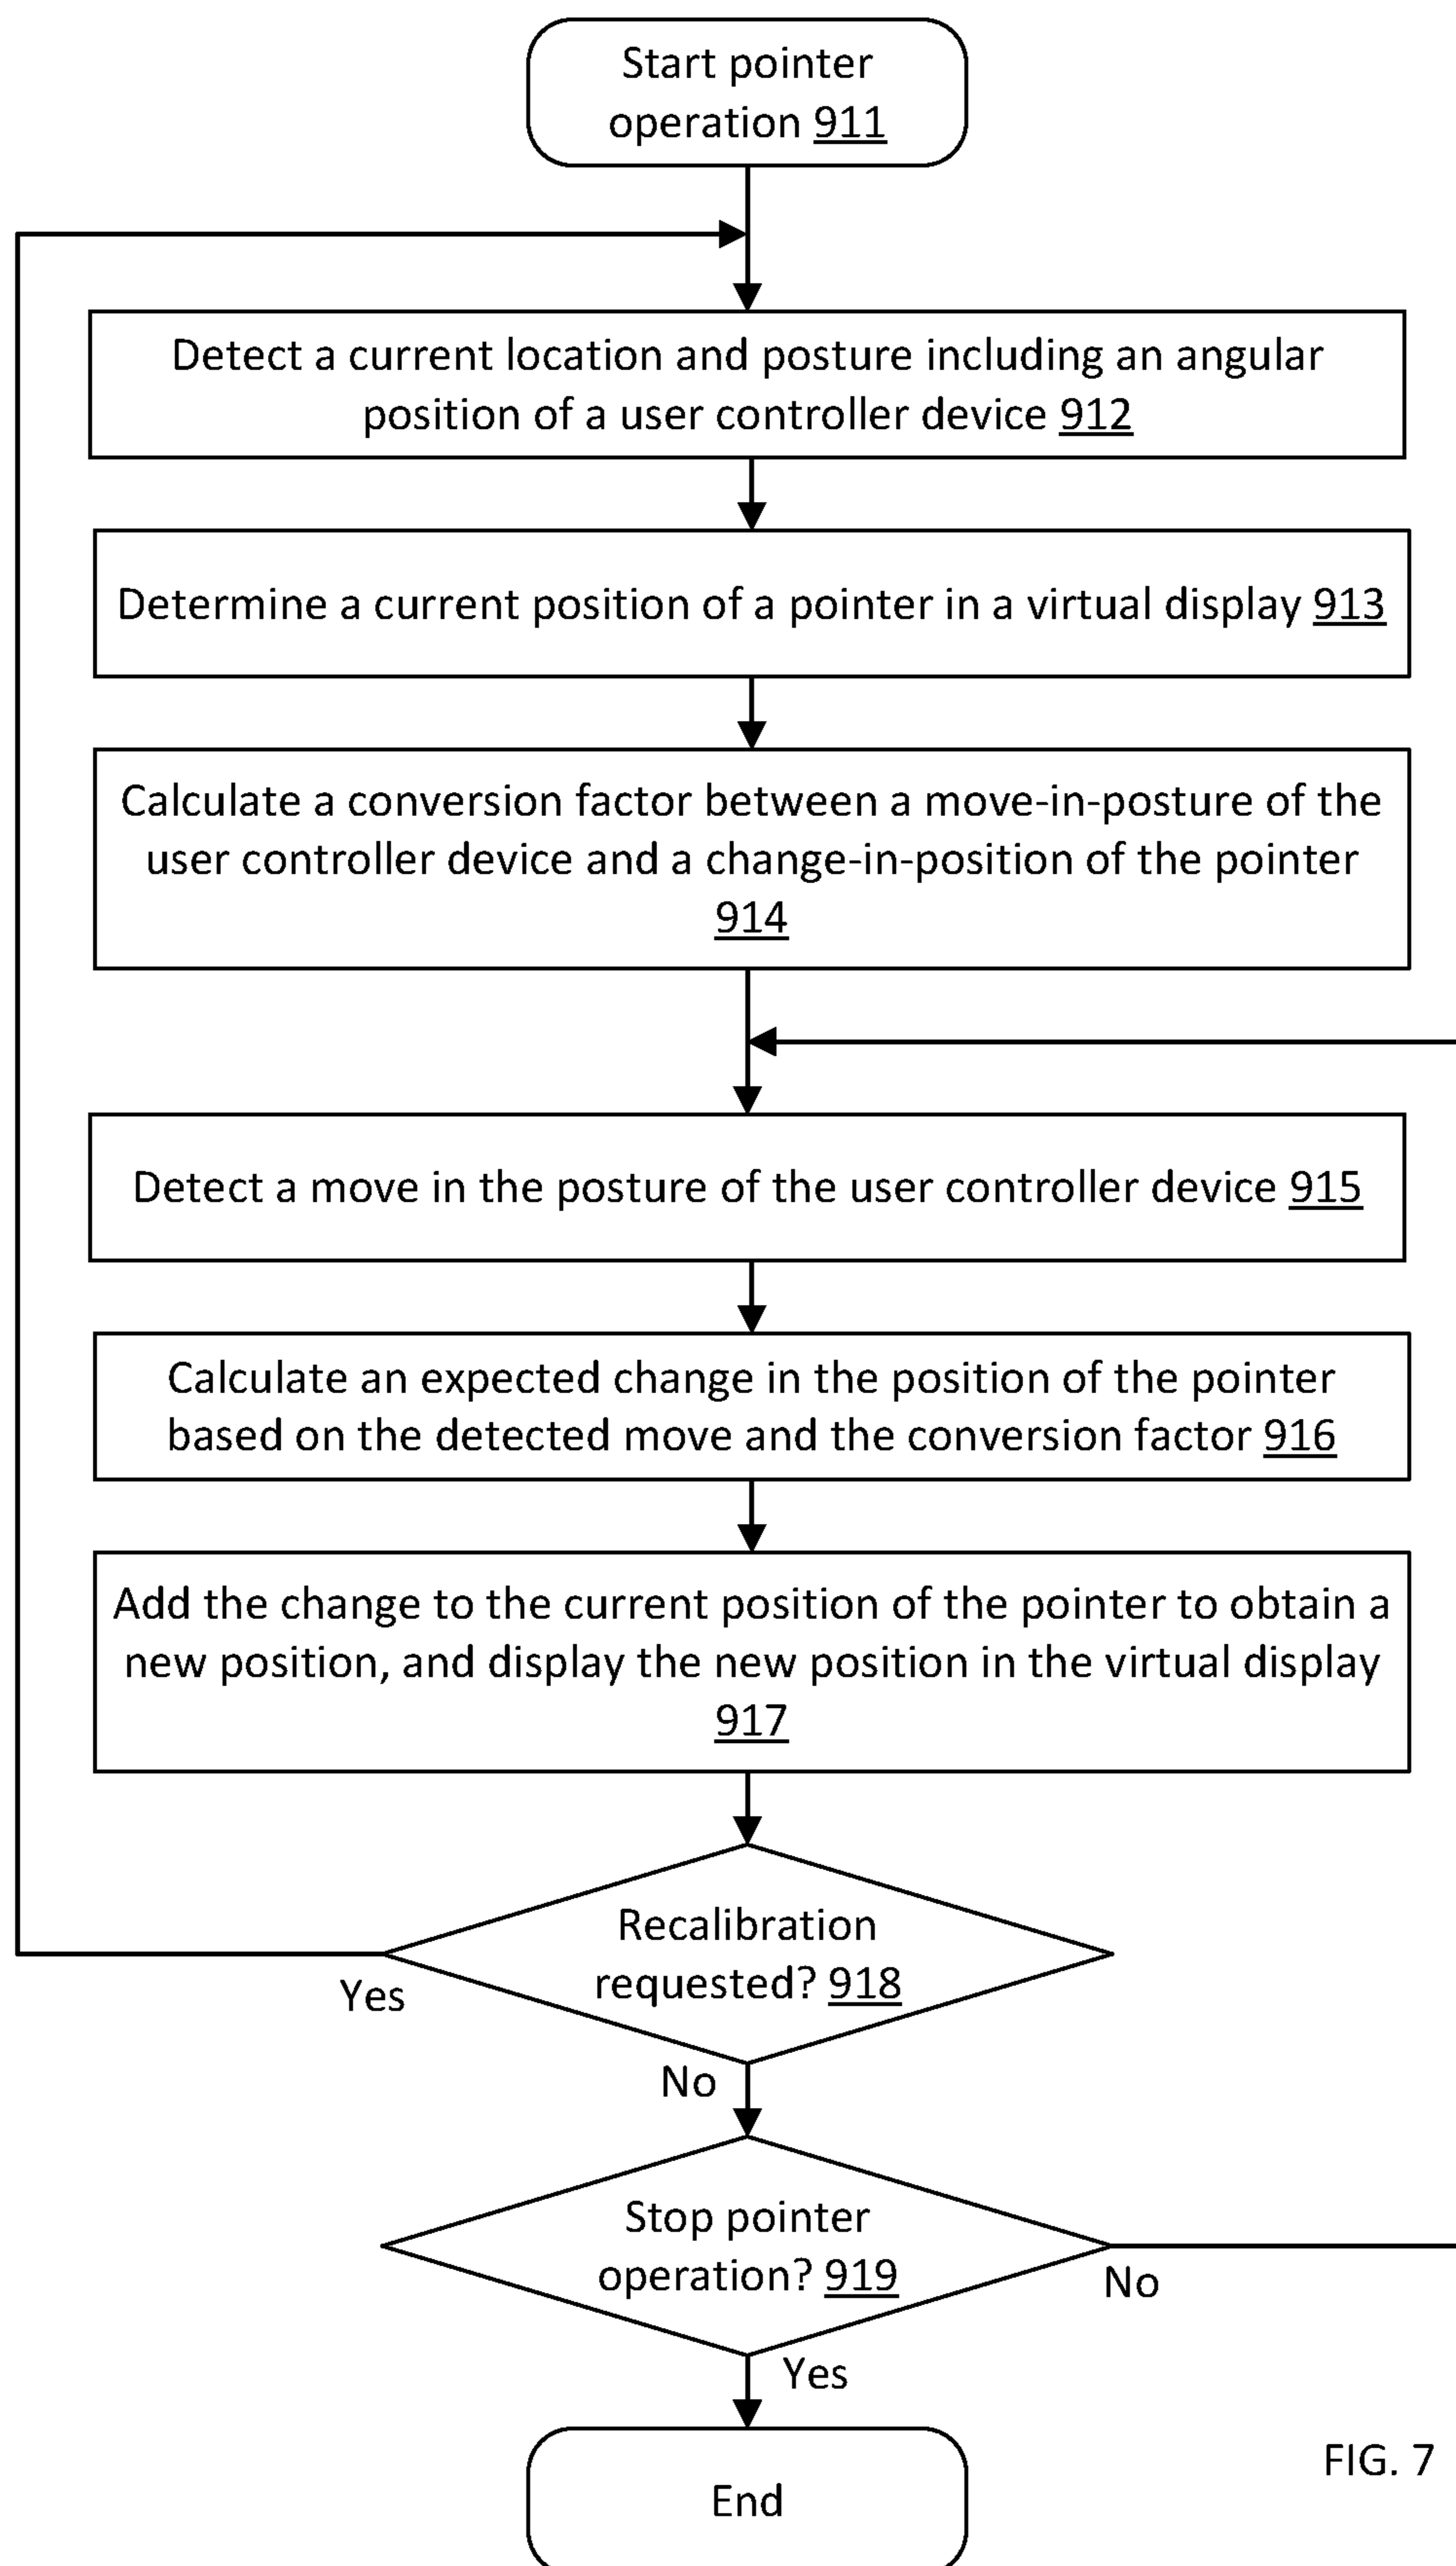 Start pointer
operation 911
Detect a current location and posture including an angular
position of a user controller device 912
Determine a current position of a pointer in a virtual display 913
Calculate a conversion factor between a move-in-posture of the
user controller device and a change-in-position of the pointer
914
Detect a move in the posture of the user controller device 915
Calculate an expected change in the position of the pointer
based on the detected move and the conversion factor 916
Add the change to the current position of the pointer to obtain a
new position, and display the new position in the virtual display
917
Recalibration
requested? 918
Yes
No
Stop pointer
operation? 919
No
Yes
End
FIG. 7